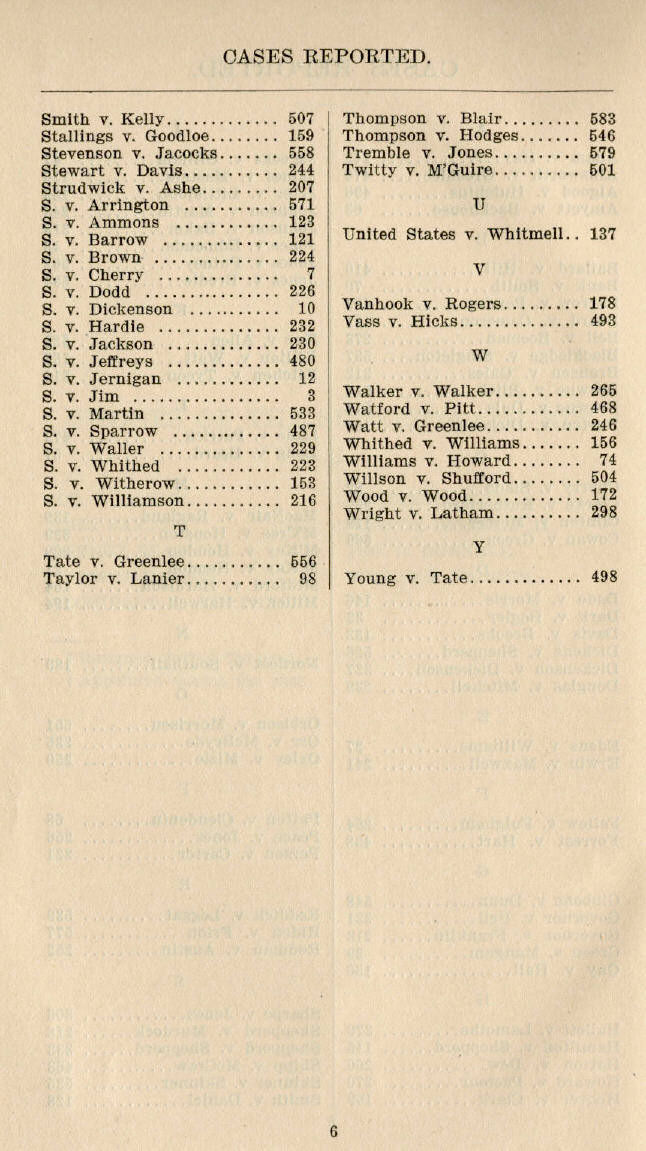 CASES REPORTED.
Smith v. Kelly............. 507
Stallings v. Goodloe........ 159
Stevenson v. Jacocks....... 558
Stewart v. Davis............ 244
Strudwick v. Ashe......... 207
S. v. Arrington ........... 571
S. v. Ammons ............ 123
S. v. Barrow .............. 121
S. v. Brown ............... 224
S. v. Cherry .............. 7
S. v. Dodd ................ 226
S. v. Dickenson ........... 10
S. v. Hardie .............. 232
S. v. Jackson ............. 230
S. v. Jeffreys ............. 480
S. v. Jernigan ............ 12
S. v. Jim ................. 3
S. v. Martin .............. 533
S. v. Sparrow ............. 487
S. v. Waller .............. 229
S. v. Whithed ............ 223
S. v. Witherow............ 153
S. v. Williamson........... 216
T
Tate v. Greenlee........... 556
Taylor v. Lanier........... 98
Thompson v. Blair......... 583
Thompson v. Hodges....... 546
Tremble v. Jones.......... 579
Twitty v. M'Guire.......... 501
U
United States v. Whitmell.. 137
V
Vanhook v. Rogers......... 178
Vass v. Hicks.............. 493
W
Walker v. Walker.......... 265
Watford v. Pitt............ 468
Watt v. Greenlee........... 246
Whithed v. Williams....... 156
Williams v. Howard........ 74
Willson v. Shufford........ 504
Wood v. Wood............. 172
Wright v. Latham.......... 298
Y
Young v. Tate............. 498
6